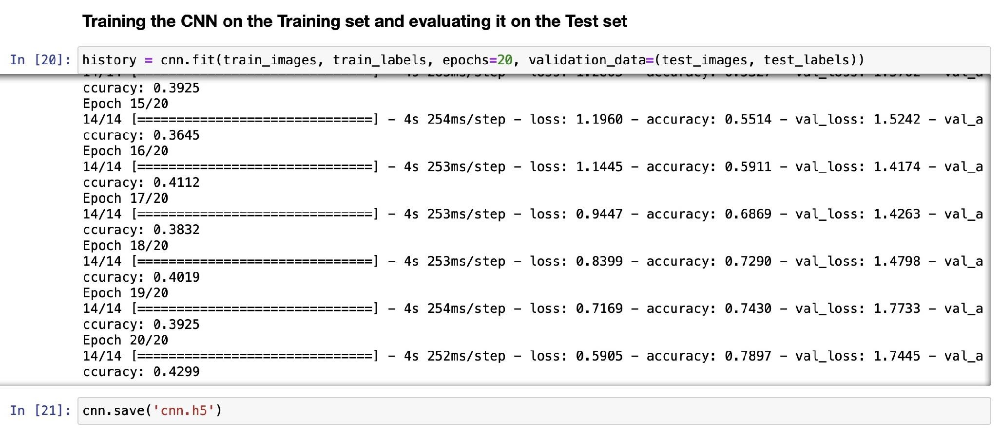 Training the CNN on the Training set and evaluating it on the Test set
In [20]: history = cnn.fit(train_images, train_labels, epochs=20, validation_data=(test_images, test_labels))
ccuracy: 0.3925
Epoch 15/20
14/14 [==============================] - 4s 254ms/step - loss: 1.1960 - accuracy: 0.5514 - val_loss: 1.5242 - val_a
ccuracy: 0.3645
Epoch 16/20
14/14 [==============================] - 4s 253ms/step - loss: 1.1445 - accuracy: 0.5911 - val_loss: 1.4174 - val_a
ccuracy: 0.4112
Epoch 17/20
14/14 [==============================] - 4s 253ms/step - loss: 0.9447 - accuracy: 0.6869 - val_loss: 1.4263 - val_a
ccuracy: 0.3832
Epoch 18/20
14/14 [==============================] - 4s 253ms/step - loss: 0.8399 - accuracy: 0.7290 - val_loss: 1.4798 - val_a
ccuracy: 0.4019
Epoch 19/20
14/14 [==============================] - 4s 254ms/step - loss: 0.7169 - accuracy: 0.7430 - val_loss: 1.7733 - val_a
ccuracy: 0.3925
Epoch 20/20
14/14 [==============================] - 4s 252ms/step - loss: 0.5905 - accuracy: 0.7897 - val_loss: 1.7445 - val_a
ccuracy: 0.4299
In [21]: cnn.save('cnn.h5')